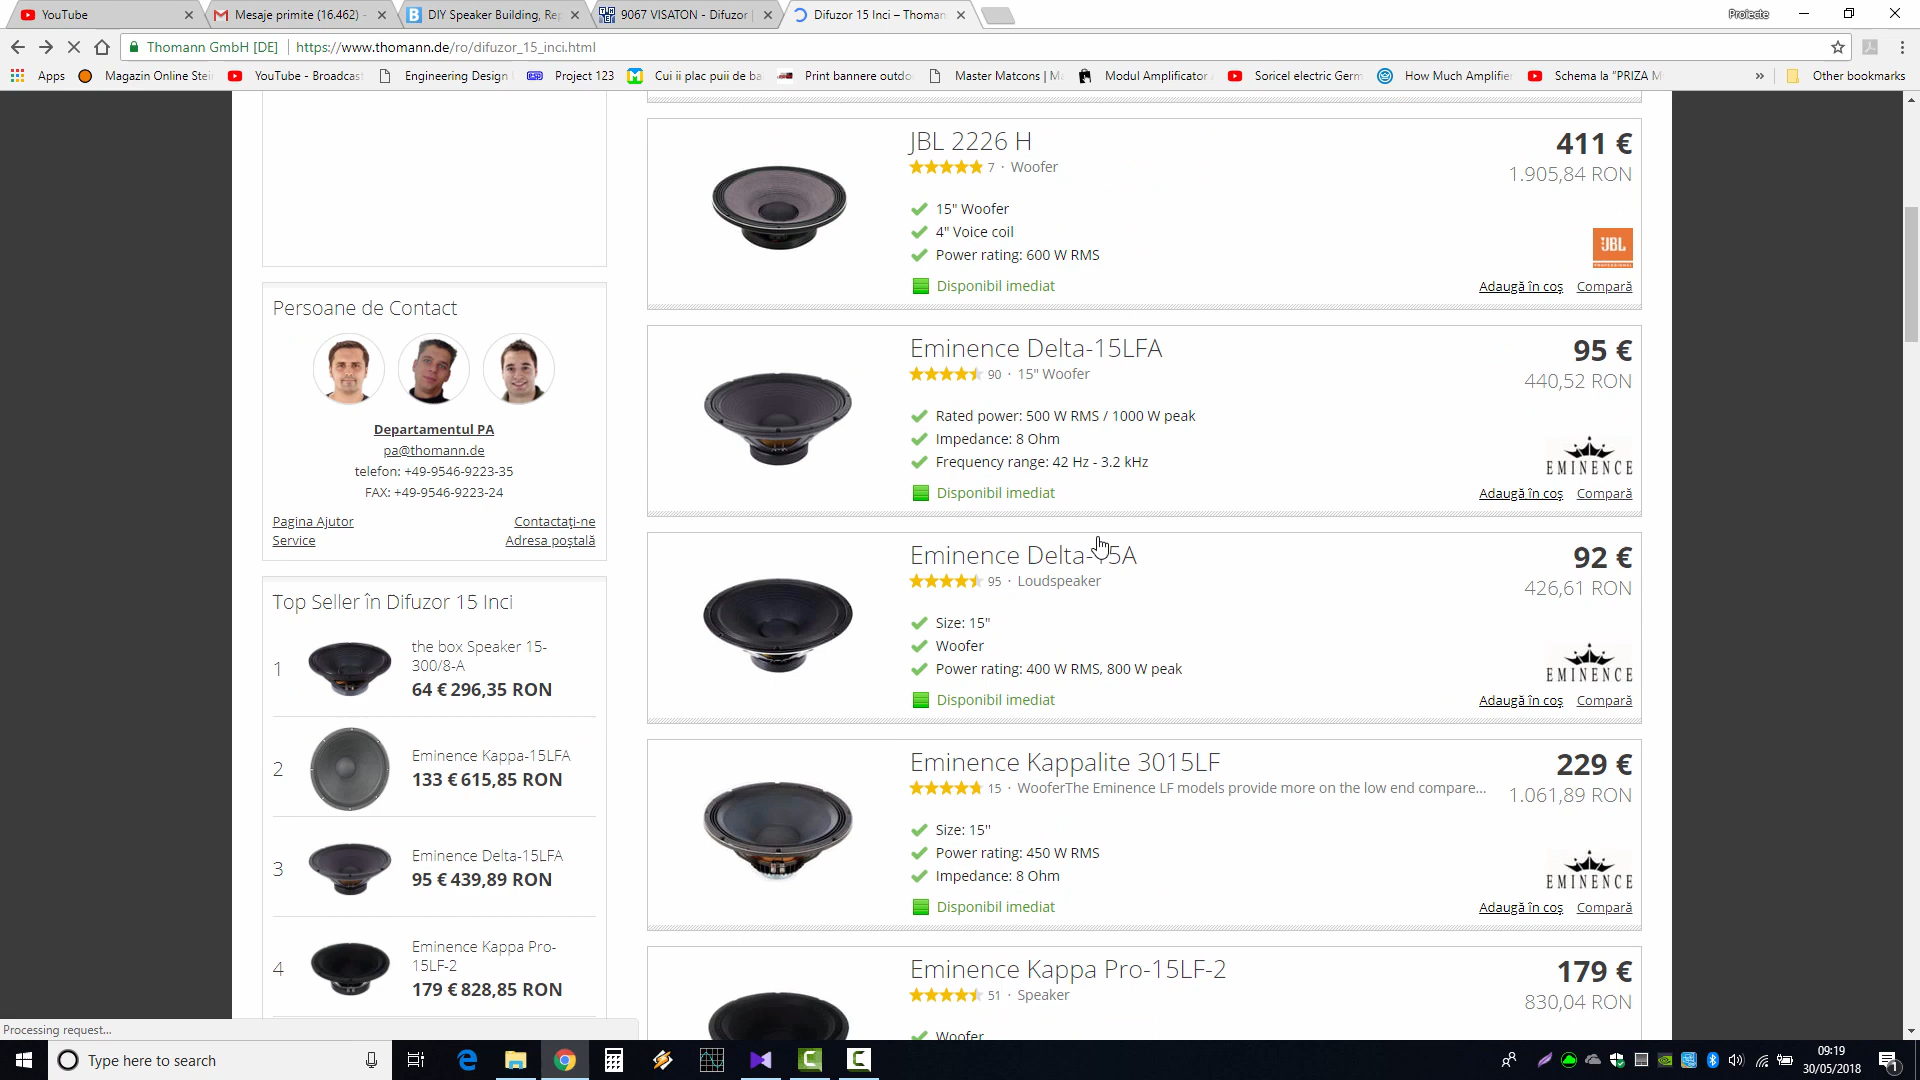 YouTube
Mesaje primite (16.462) -
DIY Speaker Building, Re
9067 VISATON - Difuzor
Difuzor 15 Inci – Thoman
Proiecte
Thomann GmbH [DE]
https://www.thomann.de/ro/difuzor_15_inci.html
Apps
Magazin Online Stei
YouTube - Broadcas
Engineering Design
Project 123
Cui ii plac puii de ba
Print bannere outdo
Master Matcons | M
Modul Amplificator
Soricel electric Germ
How Much Amplifie
Schema la "PRIZA M
»
Other bookmarks
JBL 2226 H
7 · Woofer
15" Woofer
4" Voice coil
Power rating: 600 W RMS
Disponibil imediat
411 €
1.905,84 RON
JBL
Adaugă în coş Compară
Eminence Delta-15LFA
90 · 15" Woofer
Rated power: 500 W RMS / 1000 W peak
Impedance: 8 Ohm
Frequency range: 42 Hz - 3.2 kHz
Disponibil imediat
95 €
440,52 RON
EMINENCE
Adaugă în coş Compară
Eminence Delta-15A
95 · Loudspeaker
Size: 15"
Woofer
Power rating: 400 W RMS, 800 W peak
Disponibil imediat
92 €
426,61 RON
EMINENCE
Adaugă în coş Compară
Eminence Kappalite 3015LF
15 · WooferThe Eminence LF models provide more on the low end compare...
Size: 15''
Power rating: 450 W RMS
Impedance: 8 Ohm
Disponibil imediat
229 €
1.061,89 RON
EMINENCE
Adaugă în coş Compară
Eminence Kappa Pro-15LF-2
51 · Speaker
Woofer
179 €
830,04 RON
Persoane de Contact
Departamentul PA
pa@thomann.de
telefon: +49-9546-9223-35
FAX: +49-9546-9223-24
Pagina Ajutor
Contactaţi-ne
Service
Adresa poştală
Top Seller în Difuzor 15 Inci
1
the box Speaker 15-
300/8-A
64 € 296,35 RON
2
Eminence Kappa-15LFA
133 € 615,85 RON
3
Eminence Delta-15LFA
95 € 439,89 RON
4
Eminence Kappa Pro-
15LF-2
179 € 828,85 RON
Processing request...
Type here to search
09:19
30/05/2018
1